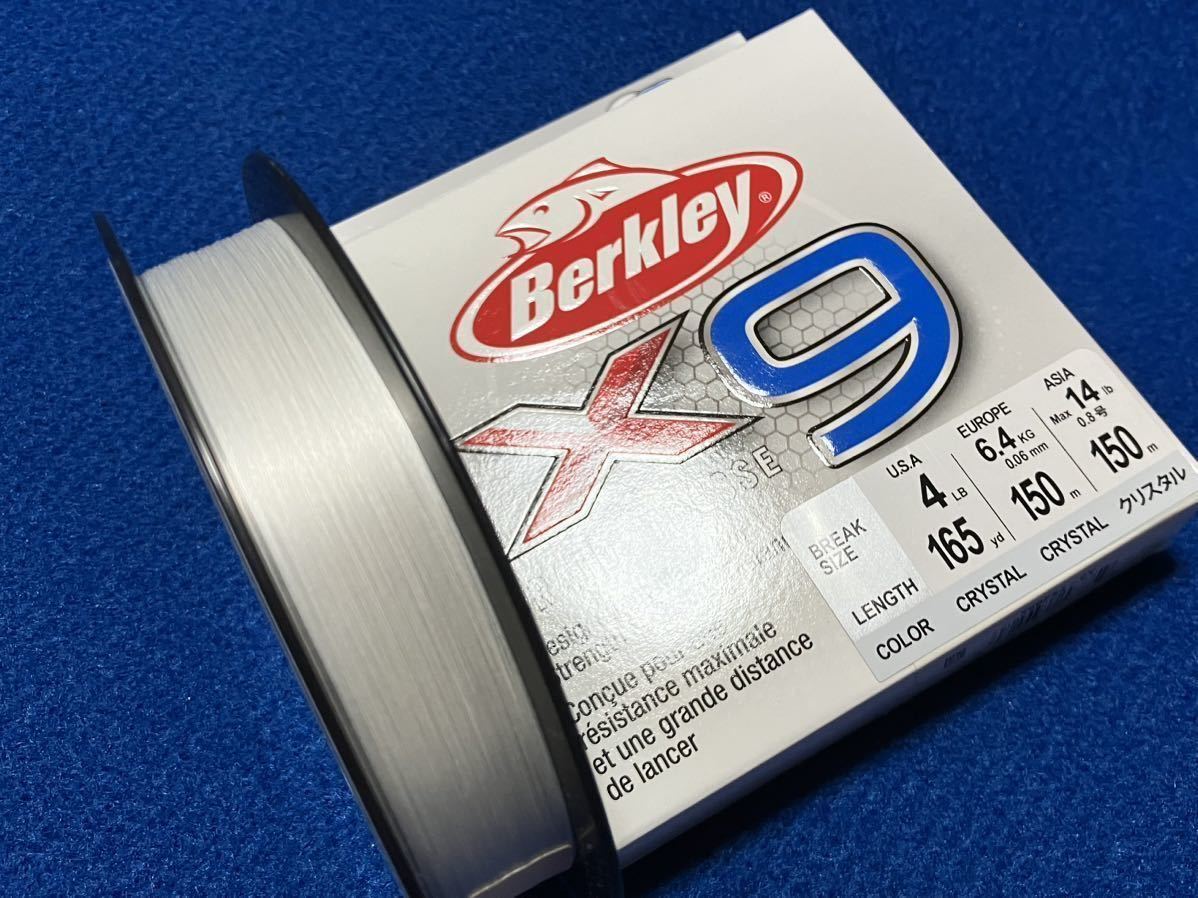 Berkley®
x9
BREAK SIZE
U.S.A
4 LB
EUROPE
6.4 KG
0.06 mm
ASIA
Max 14 lb
0.8号
LENGTH
165 yd
150 m
150 m
COLOR
CRYSTAL
CRYSTAL
クリスタル
Conçue
résistance maximale
et une grande distance
de lancer